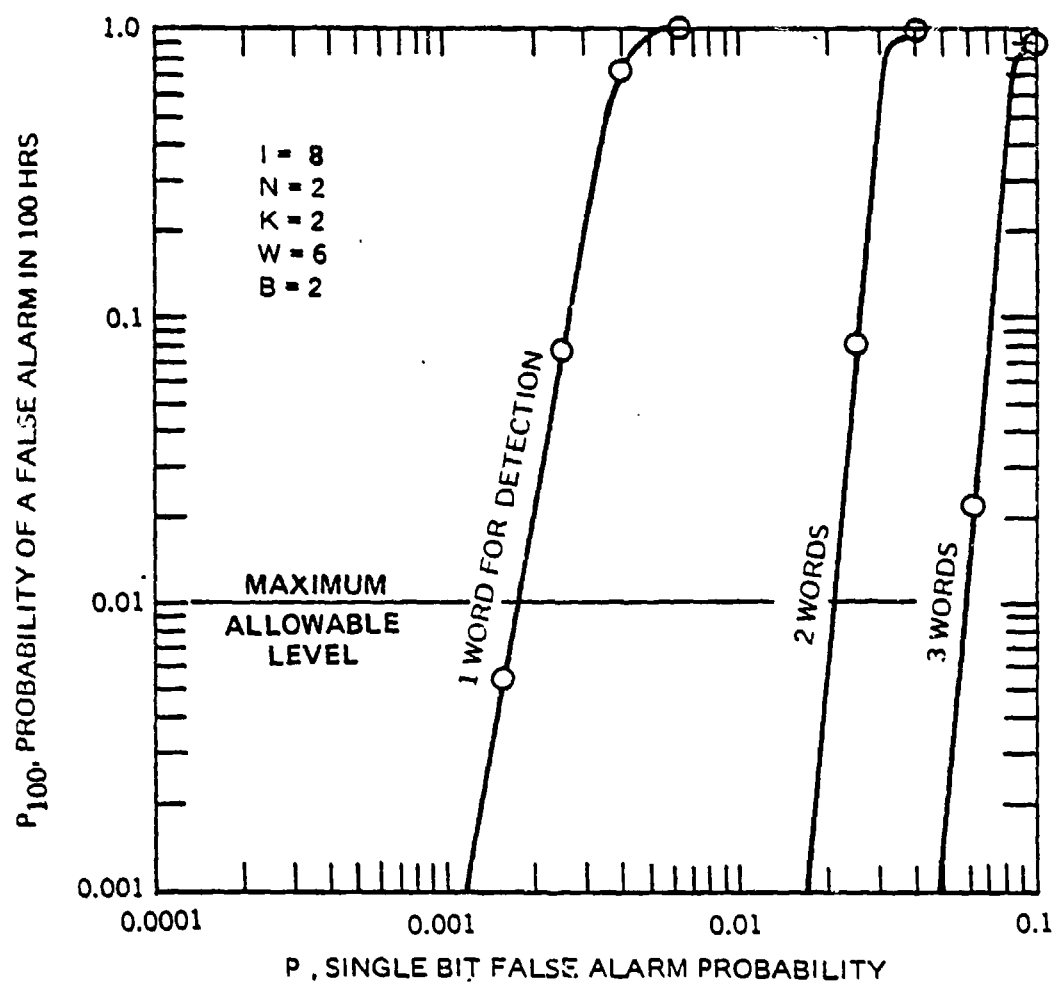 1.0
0.1
0.01
0.001
P100, PROBABILITY OF A FALSE ALARM IN 100 HRS
I = 8
N = 2
K = 2
W = 6
B = 2
MAXIMUM
ALLOWABLE
LEVEL
1 WORD FOR DETECTION
2 WORDS
3 WORDS
0.0001
0.001
0.01
0.1
P , SINGLE BIT FALSE ALARM PROBABILITY